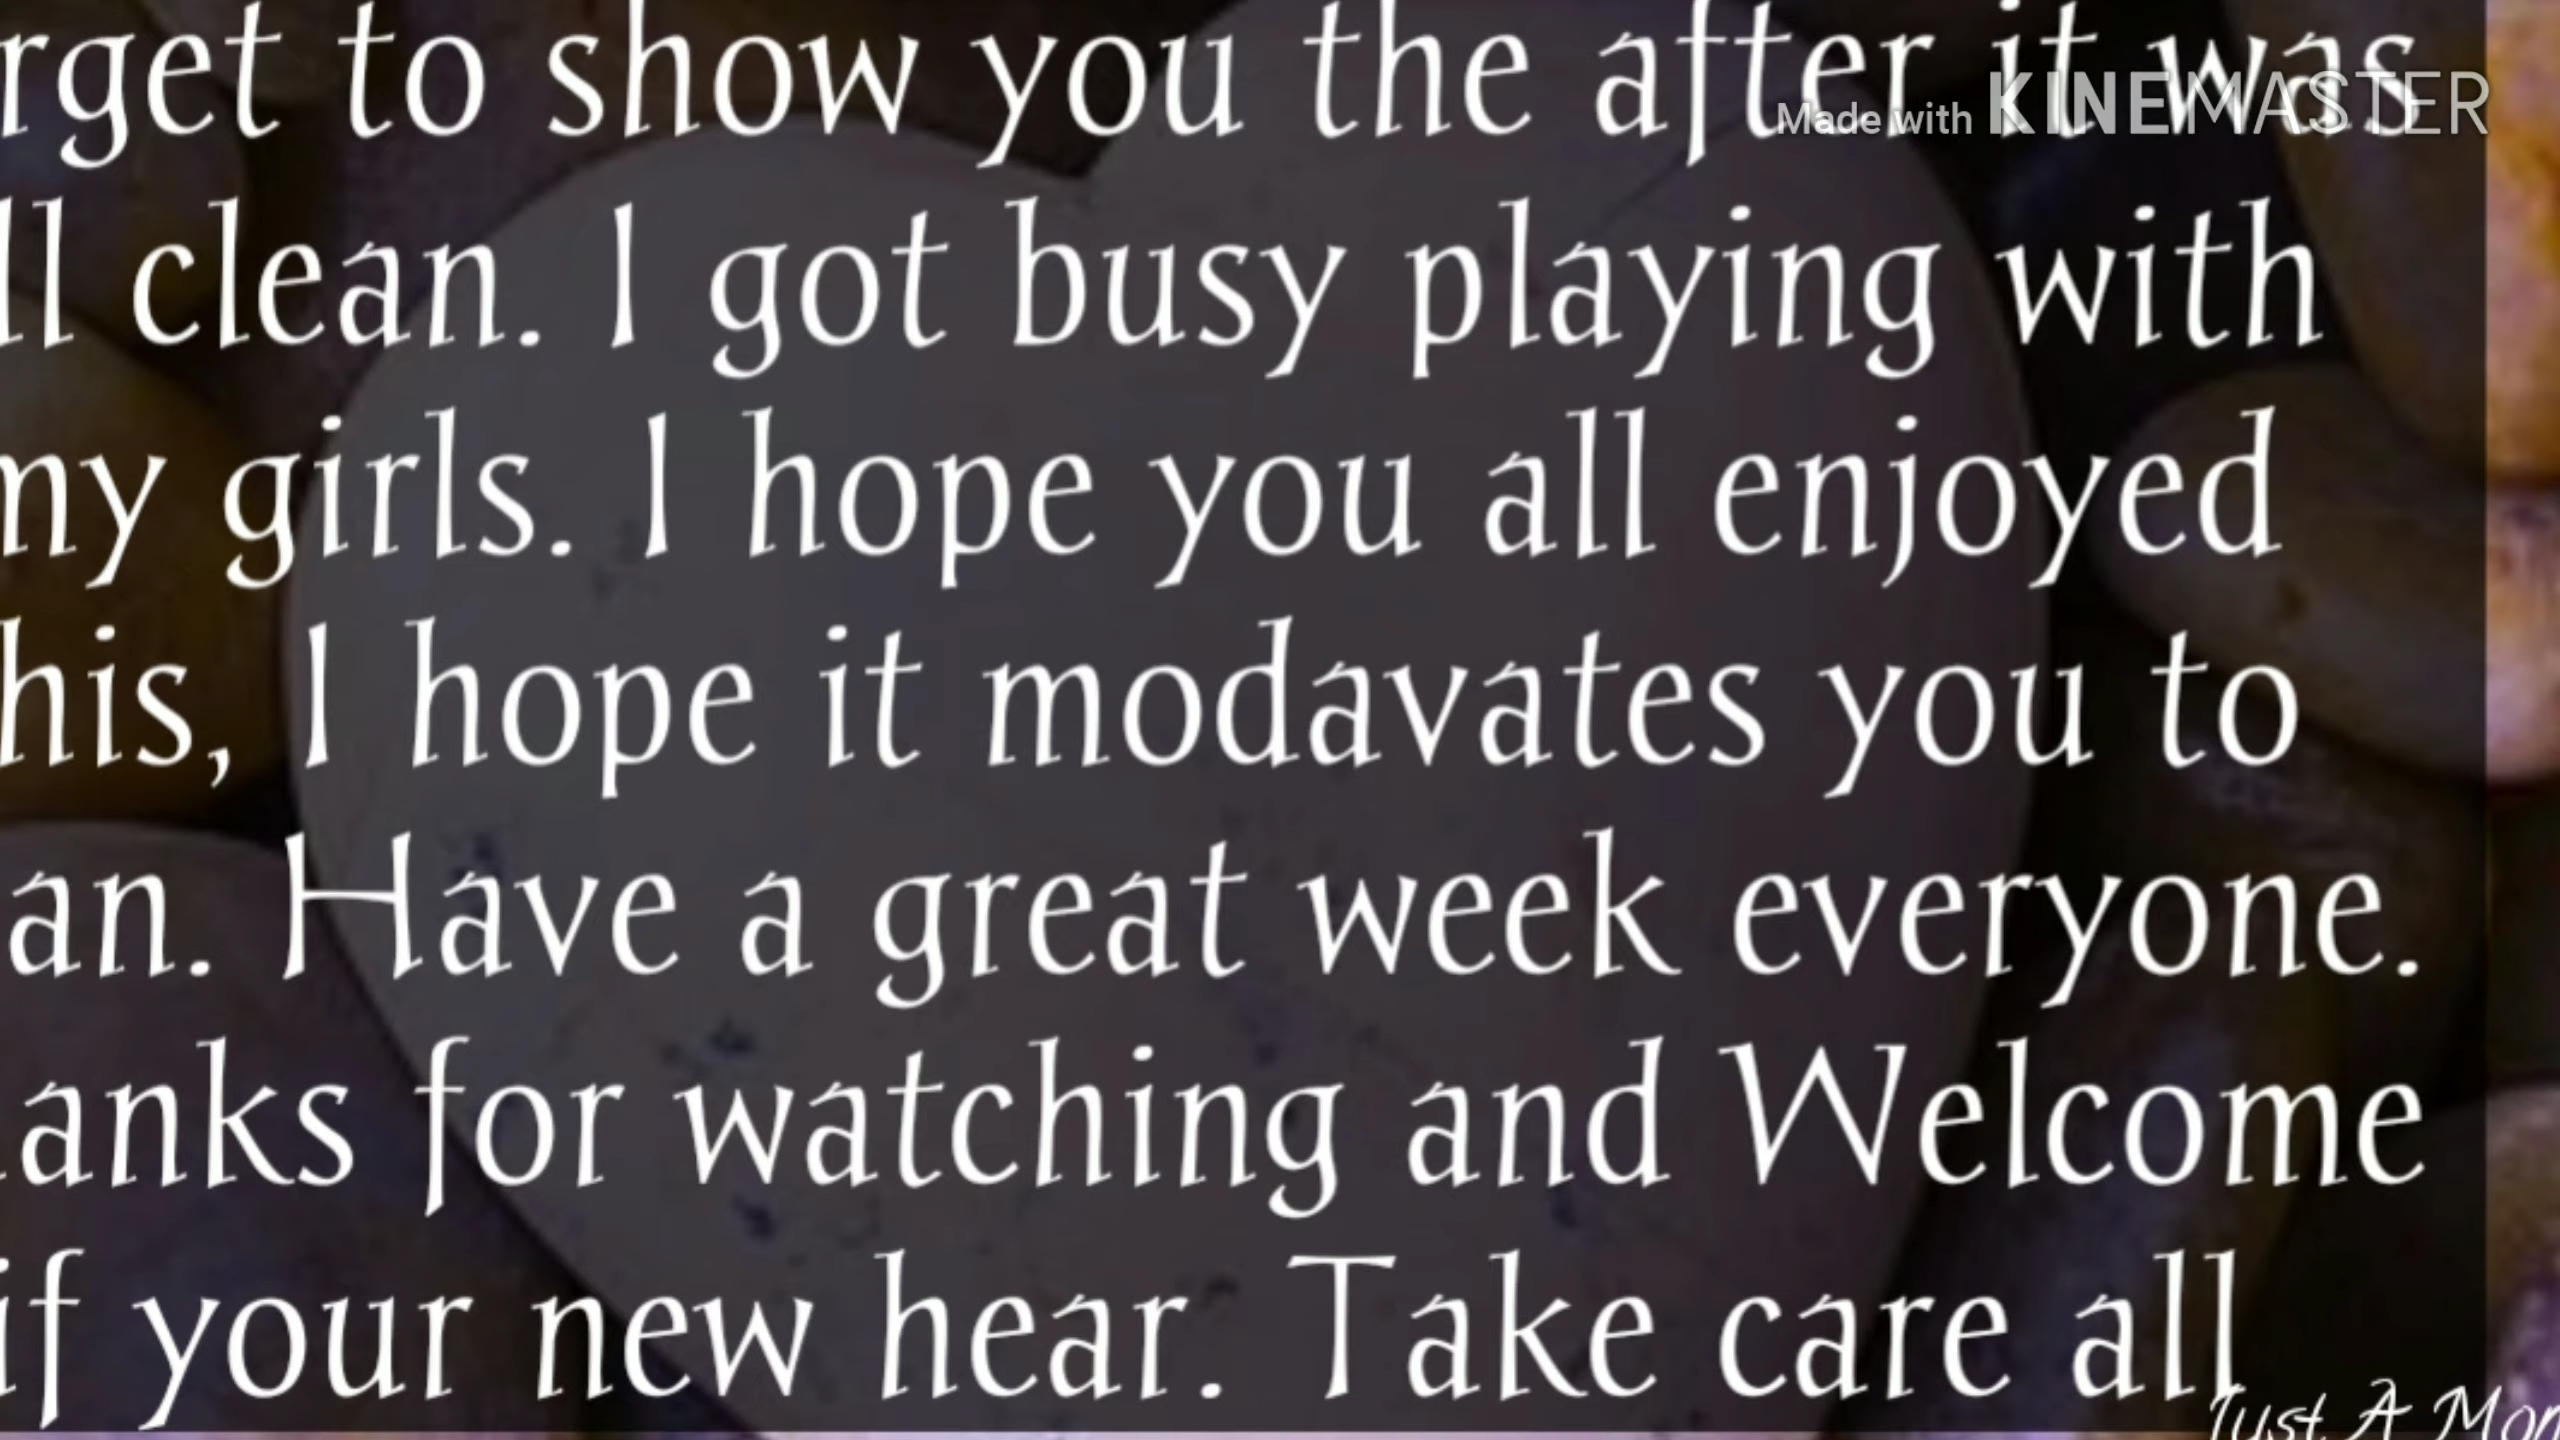 rget to show you the after it was
Made with KINEMASTER
ll clean. I got busy playing with
my girls. I hope you all enjoyed
his, I hope it modavates you to
an. Have a great week everyone.
anks for watching and Welcome
if your new hear. Take care all
Just A Mom